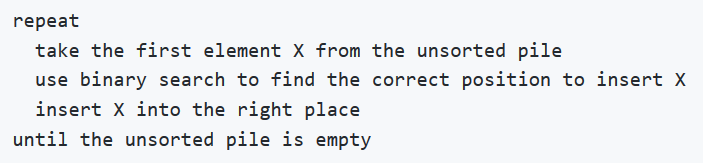 repeat
  take the first element X from the unsorted pile
  use binary search to find the correct position to insert X
  insert X into the right place
until the unsorted pile is empty